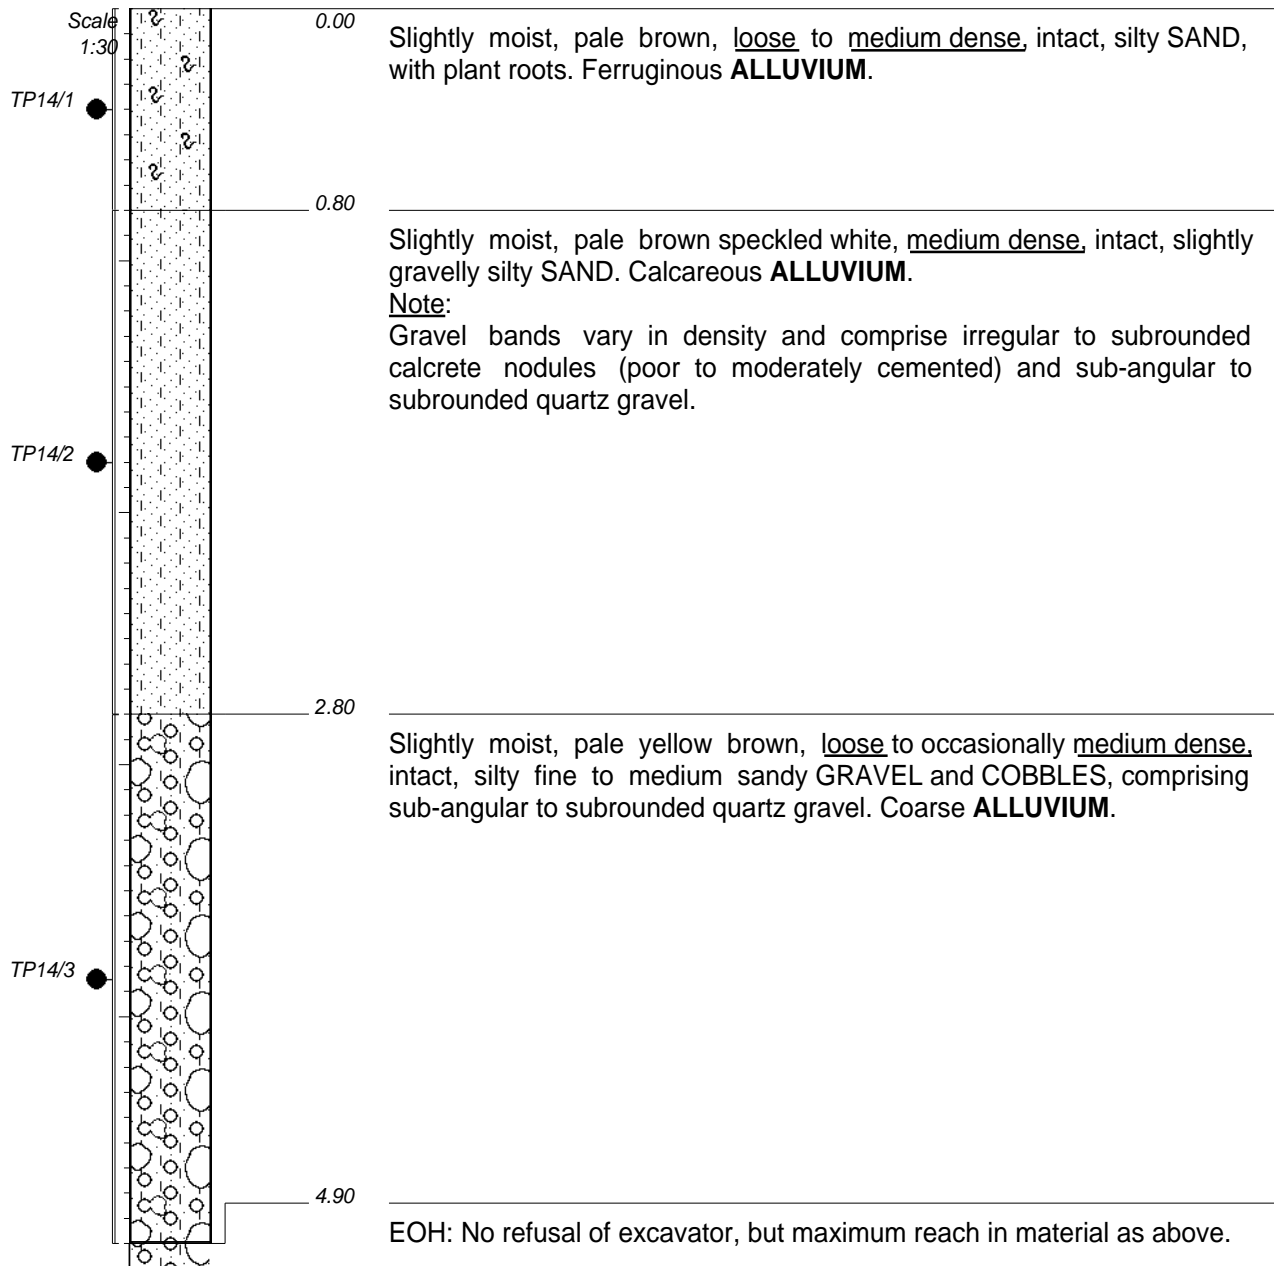 Scale
1:30
0.00
Slightly moist, pale brown, loose to medium dense, intact, silty SAND,
with plant roots. Ferruginous ALLUVIUM.
TP14/1
0.80
Slightly moist, pale brown speckled white, medium dense, intact, slightly
gravelly silty SAND. Calcareous ALLUVIUM.
Note:
Gravel bands vary in density and comprise irregular to subrounded
calcrete nodules (poor to moderately cemented) and sub-angular to
subrounded quartz gravel.
TP14/2
2.80
Slightly moist, pale yellow brown, loose to occasionally medium dense,
intact, silty fine to medium sandy GRAVEL and COBBLES, comprising
sub-angular to subrounded quartz gravel. Coarse ALLUVIUM.
TP14/3
4.90
EOH: No refusal of excavator, but maximum reach in material as above.